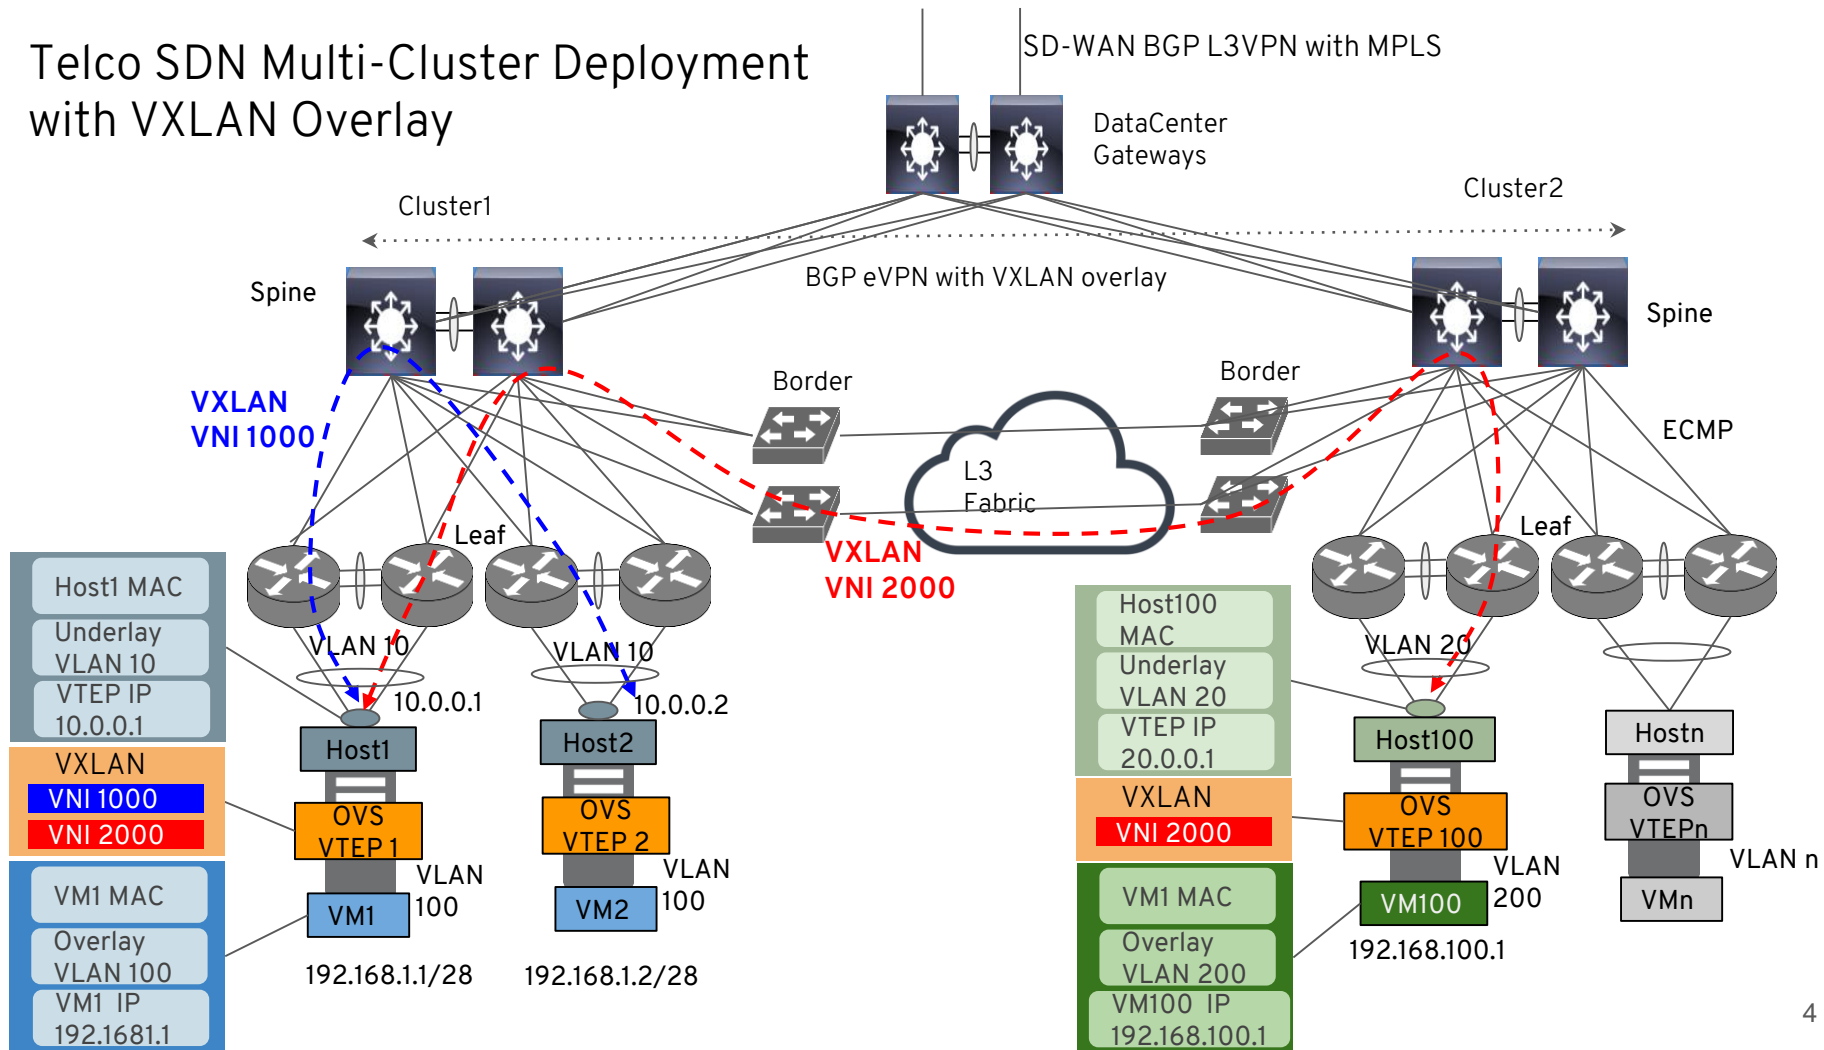 Telco SDN Multi-Cluster Deployment
with VXLAN Overlay
SD-WAN BGP L3VPN with MPLS
DataCenter
Gateways
Cluster1
Cluster2
BGP eVPN with VXLAN overlay
Spine
Spine
Border
Border
VXLAN
VNI 1000
ECMP
L3
Fabric
Leaf
Leaf
VXLAN
VNI 2000
Host1 MAC
Underlay
VLAN 10
VTEP IP
10.0.0.1
VXLAN
VNI 1000
VNI 2000
VM1 MAC
Overlay
VLAN 100
VM1 IP
192.1681.1
VLAN 10
10.0.0.1
Host1
OVS
VTEP 1
VLAN
100
VM1
192.168.1.1/28
VLAN 10
10.0.0.2
Host2
OVS
VTEP 2
VLAN
100
VM2
192.168.1.2/28
Host100
MAC
Underlay
VLAN 20
VTEP IP
20.0.0.1
VXLAN
VNI 2000
VM1 MAC
Overlay
VLAN 200
VM100 IP
192.168.100.1
VLAN 20
Host100
OVS
VTEP 100
VLAN
200
VM100
192.168.100.1
Hostn
OVS
VTEPn
VLAN n
VMn
4